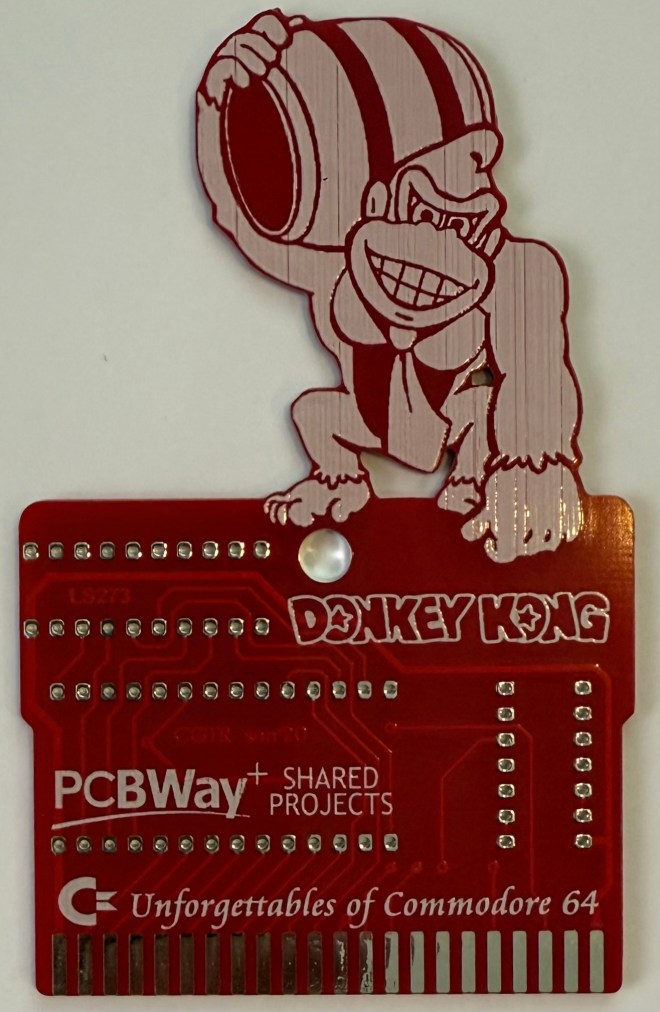 LS273
DONKEY KONG
PCBWay+ SHARED
PROJECTS
Unforgettables of Commodore 64